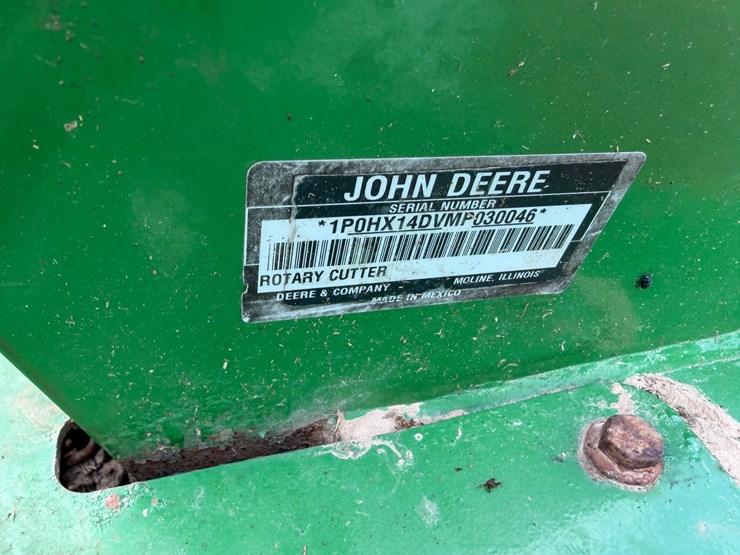 JOHN DEERE
SERIAL NUMBER
*1P0HX14DVMP030046*
ROTARY CUTTER
DEERE & COMPANY - MOLINE, ILLINOIS
MADE IN MEXICO